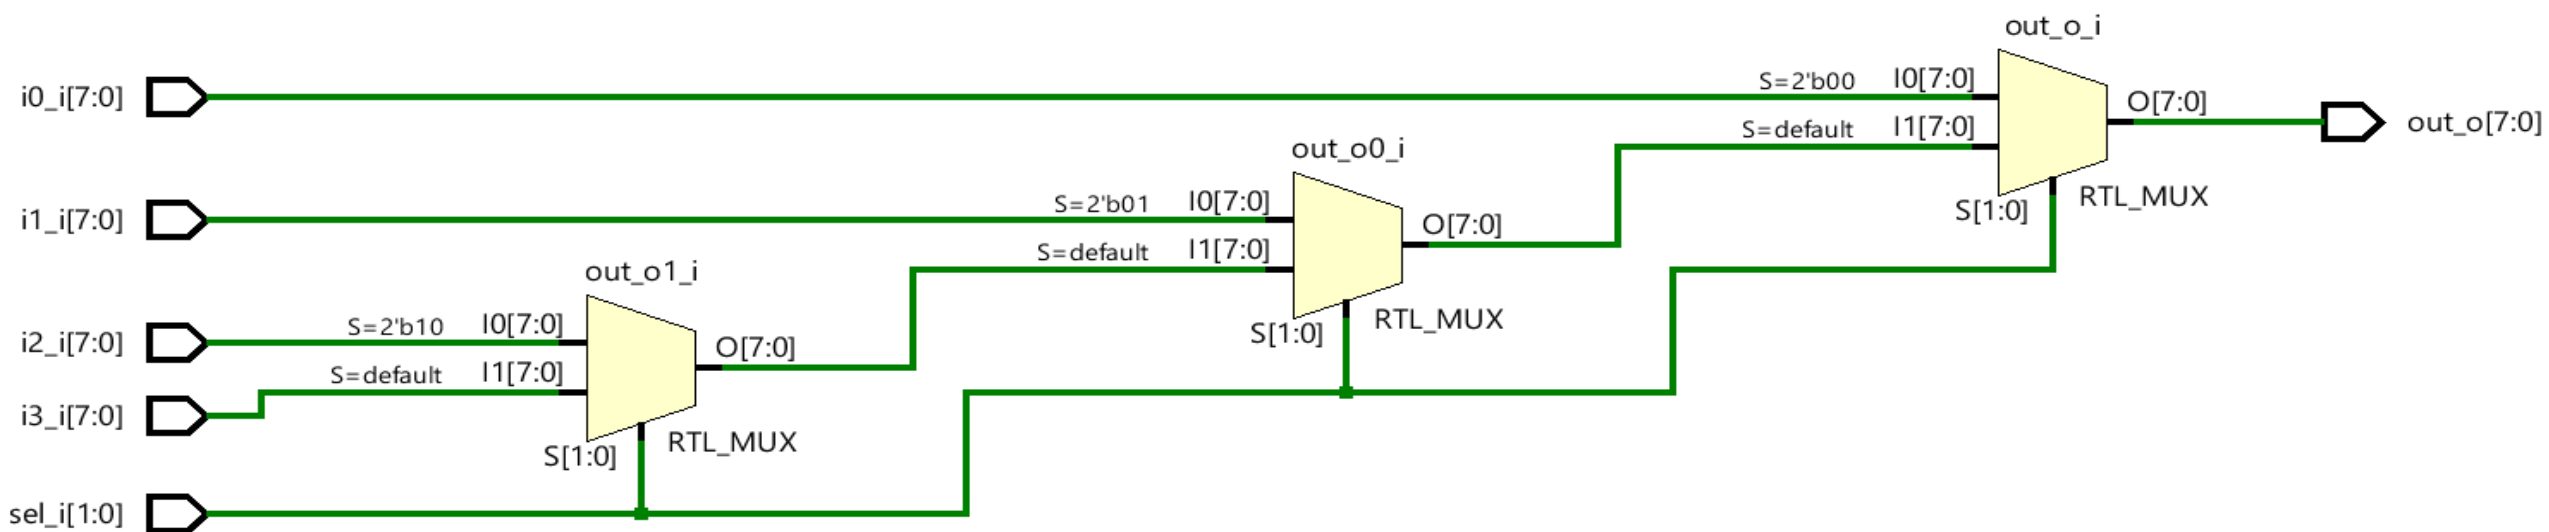 out_o_i
i0_i[7:0]
S=2'b00
I0[7:0]
O[7:0]
out_o[7:0]
S=default
I1[7:0]
out_o0_i
S[1:0]
RTL_MUX
i1_i[7:0]
S=2'b01
I0[7:0]
O[7:0]
S=default
I1[7:0]
out_o1_i
S[1:0]
RTL_MUX
i2_i[7:0]
S=2'b10
I0[7:0]
O[7:0]
S=default
I1[7:0]
i3_i[7:0]
S[1:0]
RTL_MUX
sel_i[1:0]